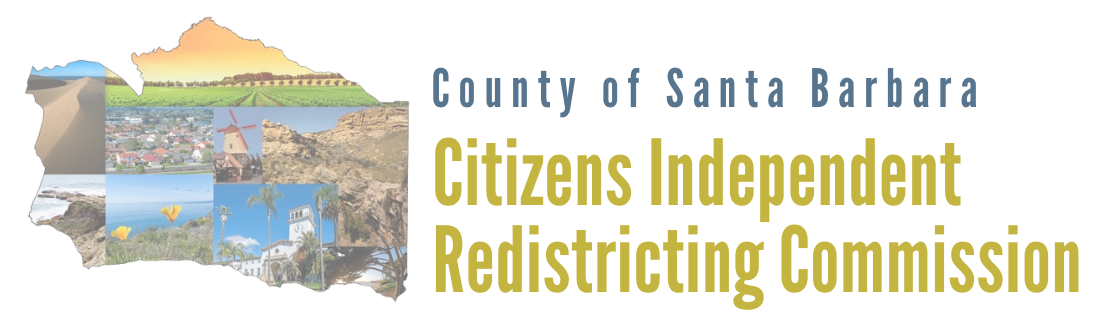 County of Santa Barbara
Citizens Independent
Redistricting Commission